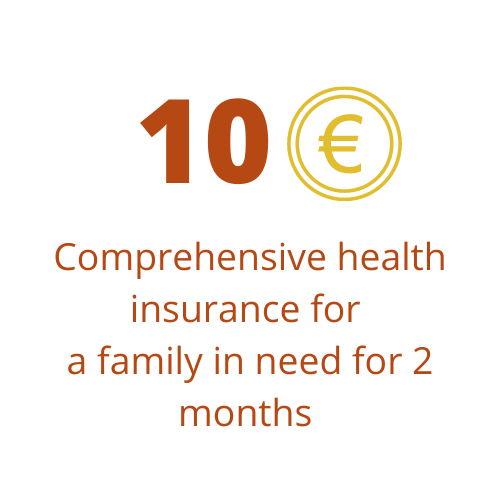 10 €
Comprehensive health
insurance for
a family in need for 2
months